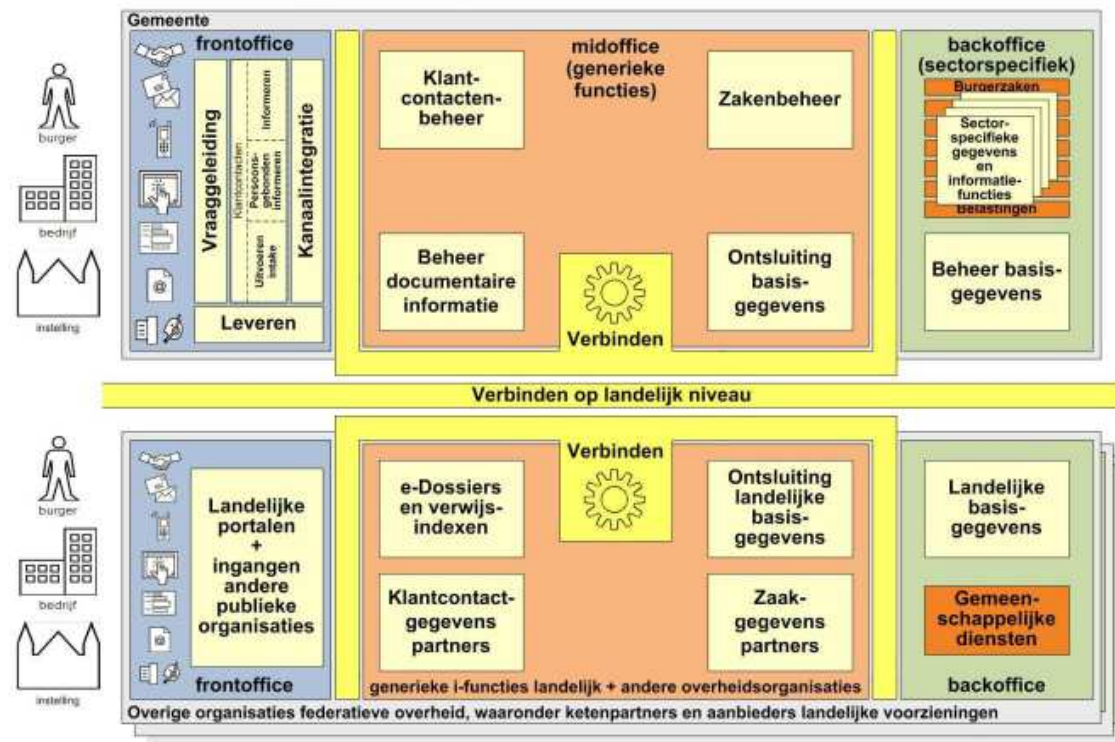 Gemeente
burger
bedrijf
instelling
frontoffice
Vraaggeleiding
Klantcontacten
Informeren
Persoons-
gebonden
informeren
Uitvoeren
intake
Kanaalintegratie
Leveren
midoffice
(generieke
functies)
Klant-
contacten-
beheer
Zakenbeheer
Beheer
documentaire
informatie
Verbinden
Ontsluiting
basis-
gegevens
backoffice
(sectorspecifiek)
Burgerzaken
Sector-
specifieke
gegevens
en
informatie-
functies
Belastingen
Beheer basis-
gegevens
Verbinden op landelijk niveau
burger
bedrijf
instelling
Landelijke
portalen
+
ingangen
andere
publieke
organisaties
frontoffice
Verbinden
e-Dossiers
en verwijs-
indexen
Ontsluiting
landelijke
basis-
gegevens
Klantcontact-
gegevens
partners
Zaak-
gegevens
partners
generieke i-functies landelijk + andere overheidsorganisaties
Landelijke
basis-
gegevens
Gemeen-
schappelijke
diensten
backoffice
Overige organisaties federatieve overheid, waaronder ketenpartners en aanbieders landelijke voorzieningen